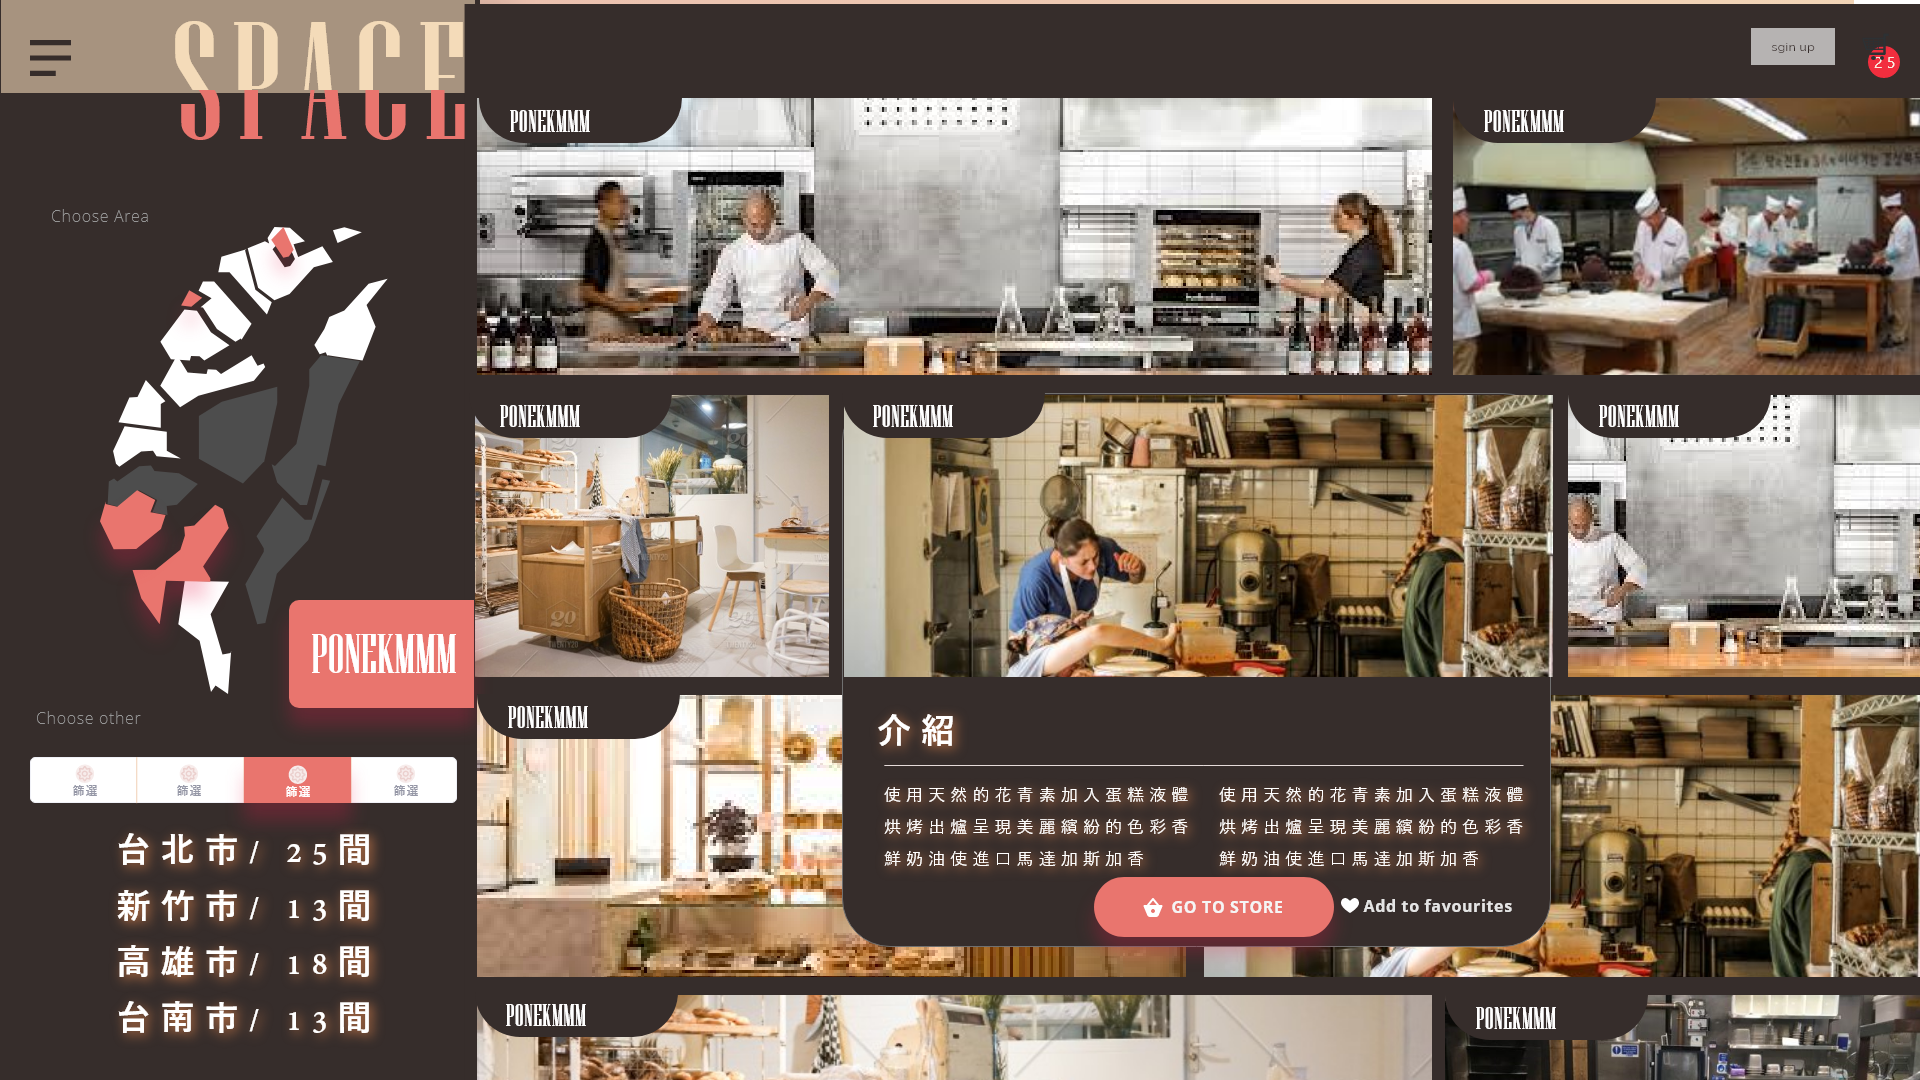 SPACE
sgin up
25
PONEKMMM
PONEKMMM
Choose Area
PONEKMMM
PONEKMMM
PONEKMMM
PONEKMMM
Choose other
PONEKMMM
篩選
篩選
篩選
篩選
介紹
使用天然的花青素加入蛋糕液體
烘烤出爐呈現美麗繽紛的色彩香
鮮奶油使進口馬達加斯加香
使用天然的花青素加入蛋糕液體
烘烤出爐呈現美麗繽紛的色彩香
鮮奶油使進口馬達加斯加香
GO TO STORE
Add to favourites
台北市/ 25間
新竹市/ 13間
高雄市/ 18間
台南市/ 13間
PONEKMMM
PONEKMMM